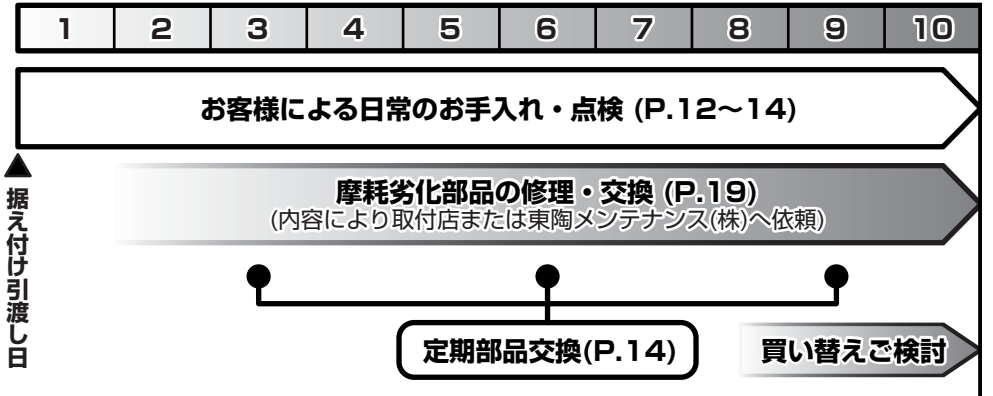 1 2 3 4 5 6 7 8 9 10
お客様による日常のお手入れ・点検 (P.12～14)
据え付け引渡し日
摩耗劣化部品の修理・交換 (P.19)
(内容により取付店または東陶メンテナンス(株)へ依頼)
定期部品交換(P.14)
買い替えご検討